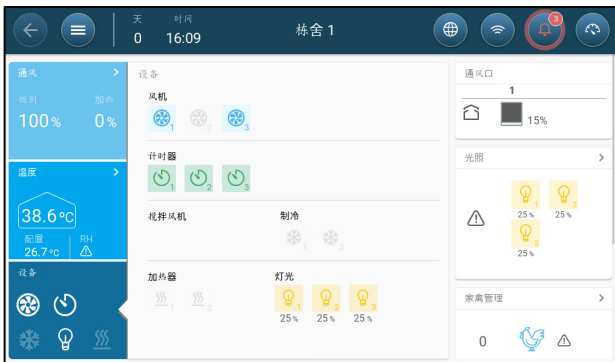 天 时间
0 16:09 栋舍 1 3
通风
级别 加热
100% 0%
温度
38.6 ºC
配置 RH
26.7 ºC
设备
设备
风机
1 2 3
计时器
1 2 3
搅拌风机 制冷
1 2
加热器 灯光
1 2 1 2 3
25 % 25 % 25 %
通风口
1
15%
光照
1 2
25 % 25 %
3
25 %
家禽管理
0